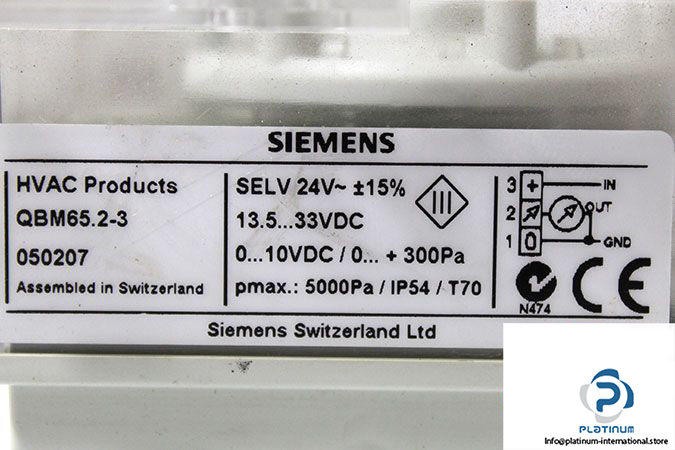 SIEMENS
HVAC Products
QBM65.2-3
050207
Assembled in Switzerland
SELV 24V~ ±15%
13.5...33VDC
0...10VDC / 0... + 300Pa
pmax.: 5000Pa / IP54 / T70
III
3 + IN
2 OUT
1 0 GND
N474
CE
Siemens Switzerland Ltd
P
PLATINUM
Info@platinum-international.store